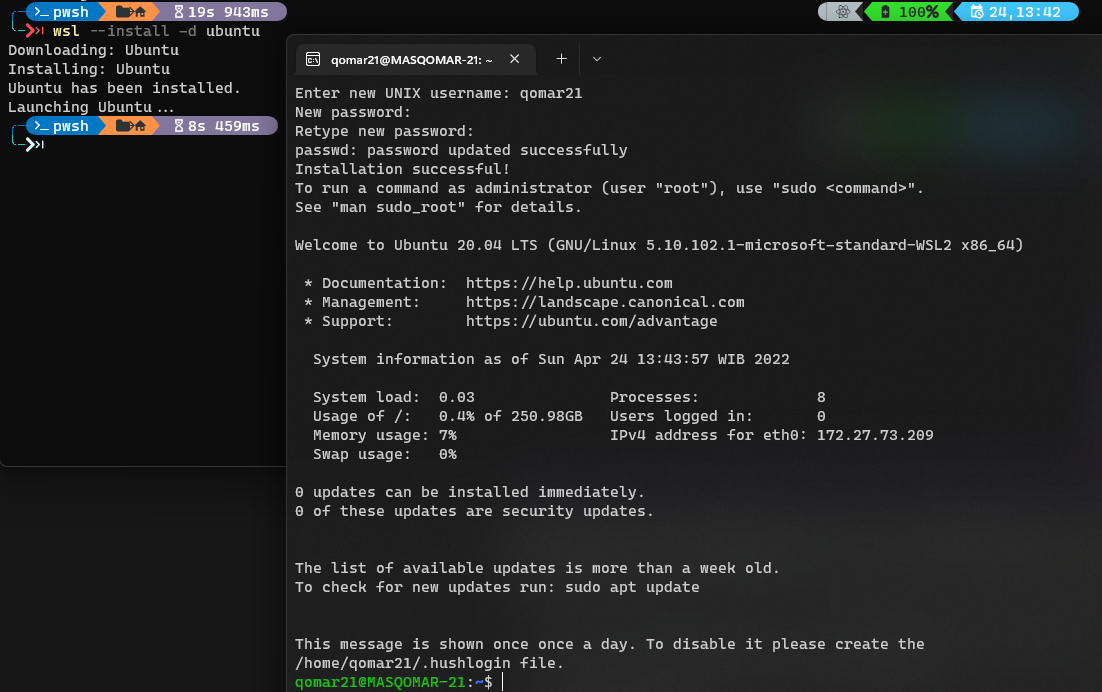 pwsh 19s 943ms 100% 24,13:42
wsl --install -d ubuntu
Downloading: Ubuntu
Installing: Ubuntu
Ubuntu has been installed.
Launching Ubuntu...
pwsh 8s 459ms
qomar21@MASQOMAR-21: ~
Enter new UNIX username: qomar21
New password:
Retype new password:
passwd: password updated successfully
Installation successful!
To run a command as administrator (user "root"), use "sudo <command>".
See "man sudo_root" for details.
Welcome to Ubuntu 20.04 LTS (GNU/Linux 5.10.102.1-microsoft-standard-WSL2 x86_64)
* Documentation: https://help.ubuntu.com
* Management: https://landscape.canonical.com
* Support: https://ubuntu.com/advantage
System information as of Sun Apr 24 13:43:57 WIB 2022
System load: 0.03 Processes: 8
Usage of /: 0.4% of 250.98GB Users logged in: 0
Memory usage: 7% IPv4 address for eth0: 172.27.73.209
Swap usage: 0%
0 updates can be installed immediately.
0 of these updates are security updates.
The list of available updates is more than a week old.
To check for new updates run: sudo apt update
This message is shown once once a day. To disable it please create the
/home/qomar21/.hushlogin file.
qomar21@MASQOMAR-21:~$